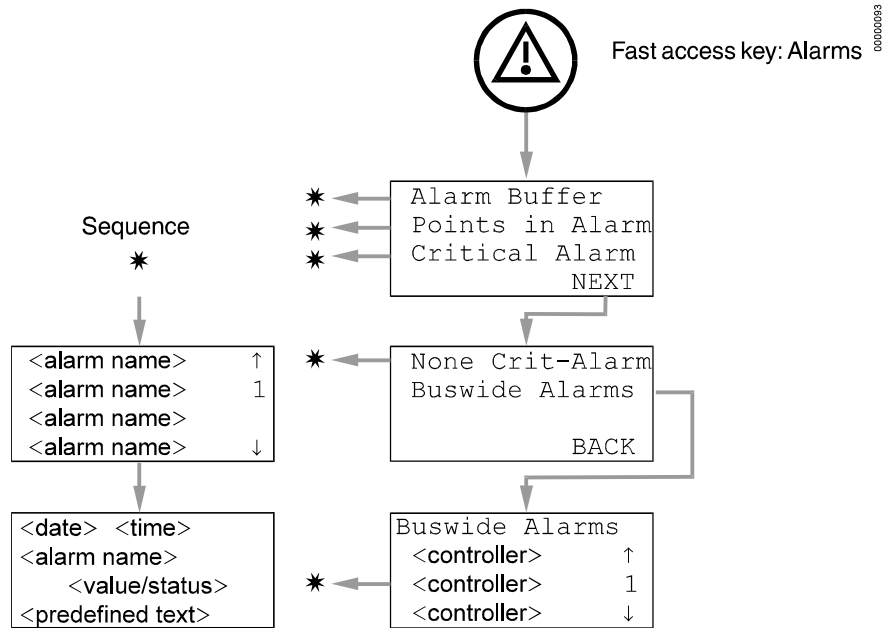 Fast access key: Alarms
00000093
Alarm Buffer
Points in Alarm
Critical Alarm
NEXT
Sequence
<alarm name> ↑
<alarm name> 1
<alarm name>
<alarm name> ↓
None Crit-Alarm
Buswide Alarms
BACK
<date> <time>
<alarm name>
<value/status>
<predefined text>
Buswide Alarms
<controller> ↑
<controller> 1
<controller> ↓